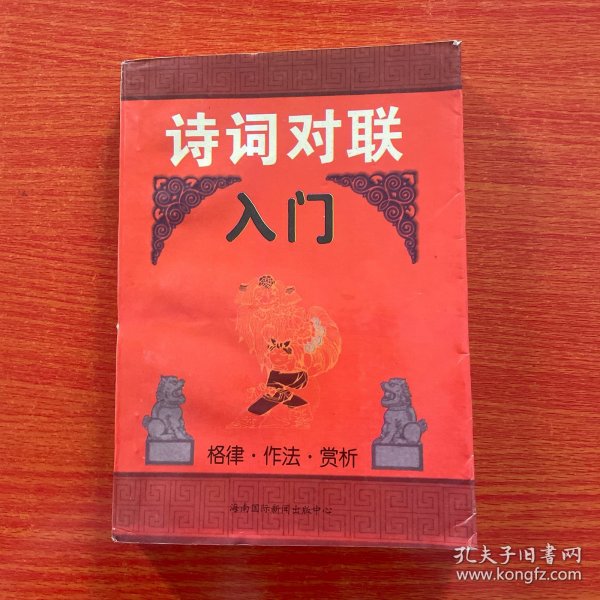 诗词对联
入门
格律·作法·赏析
海南国际新闻出版中心
孔夫子旧书网
www.kongfz.com